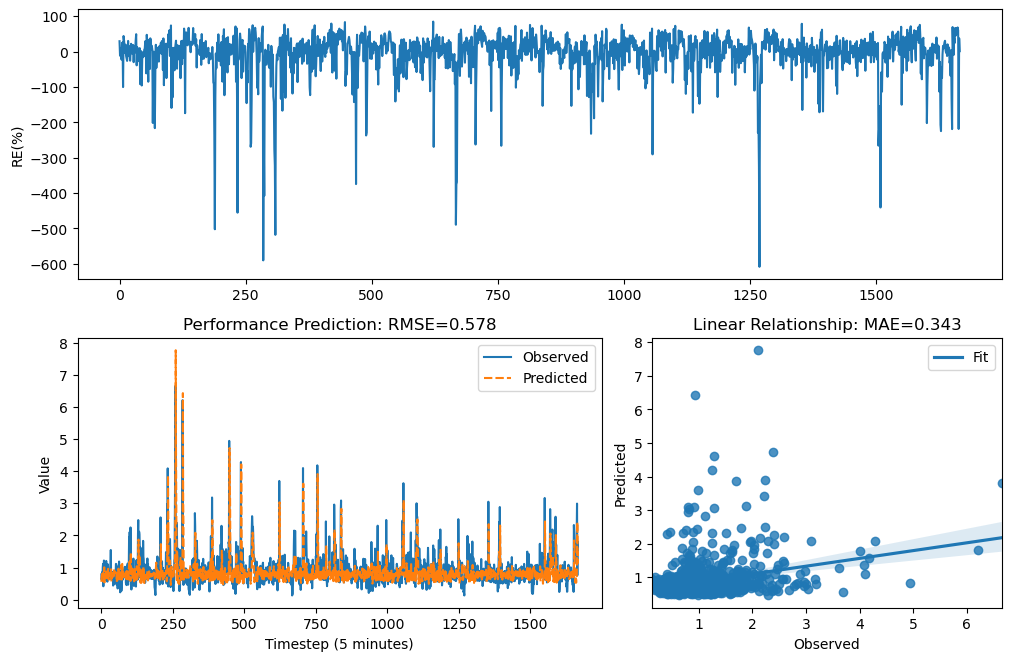 100
0
−100
−200
−300
−400
−500
−600
RE(%)
0 250 500 750 1000 1250 1500
Performance Prediction: RMSE=0.578
8
7
6
5
4
3
2
1
0
Value
Observed
Predicted
0 250 500 750 1000 1250 1500
Timestep (5 minutes)
Linear Relationship: MAE=0.343
8
7
6
5
4
3
2
1
Predicted
Fit
1 2 3 4 5 6
Observed